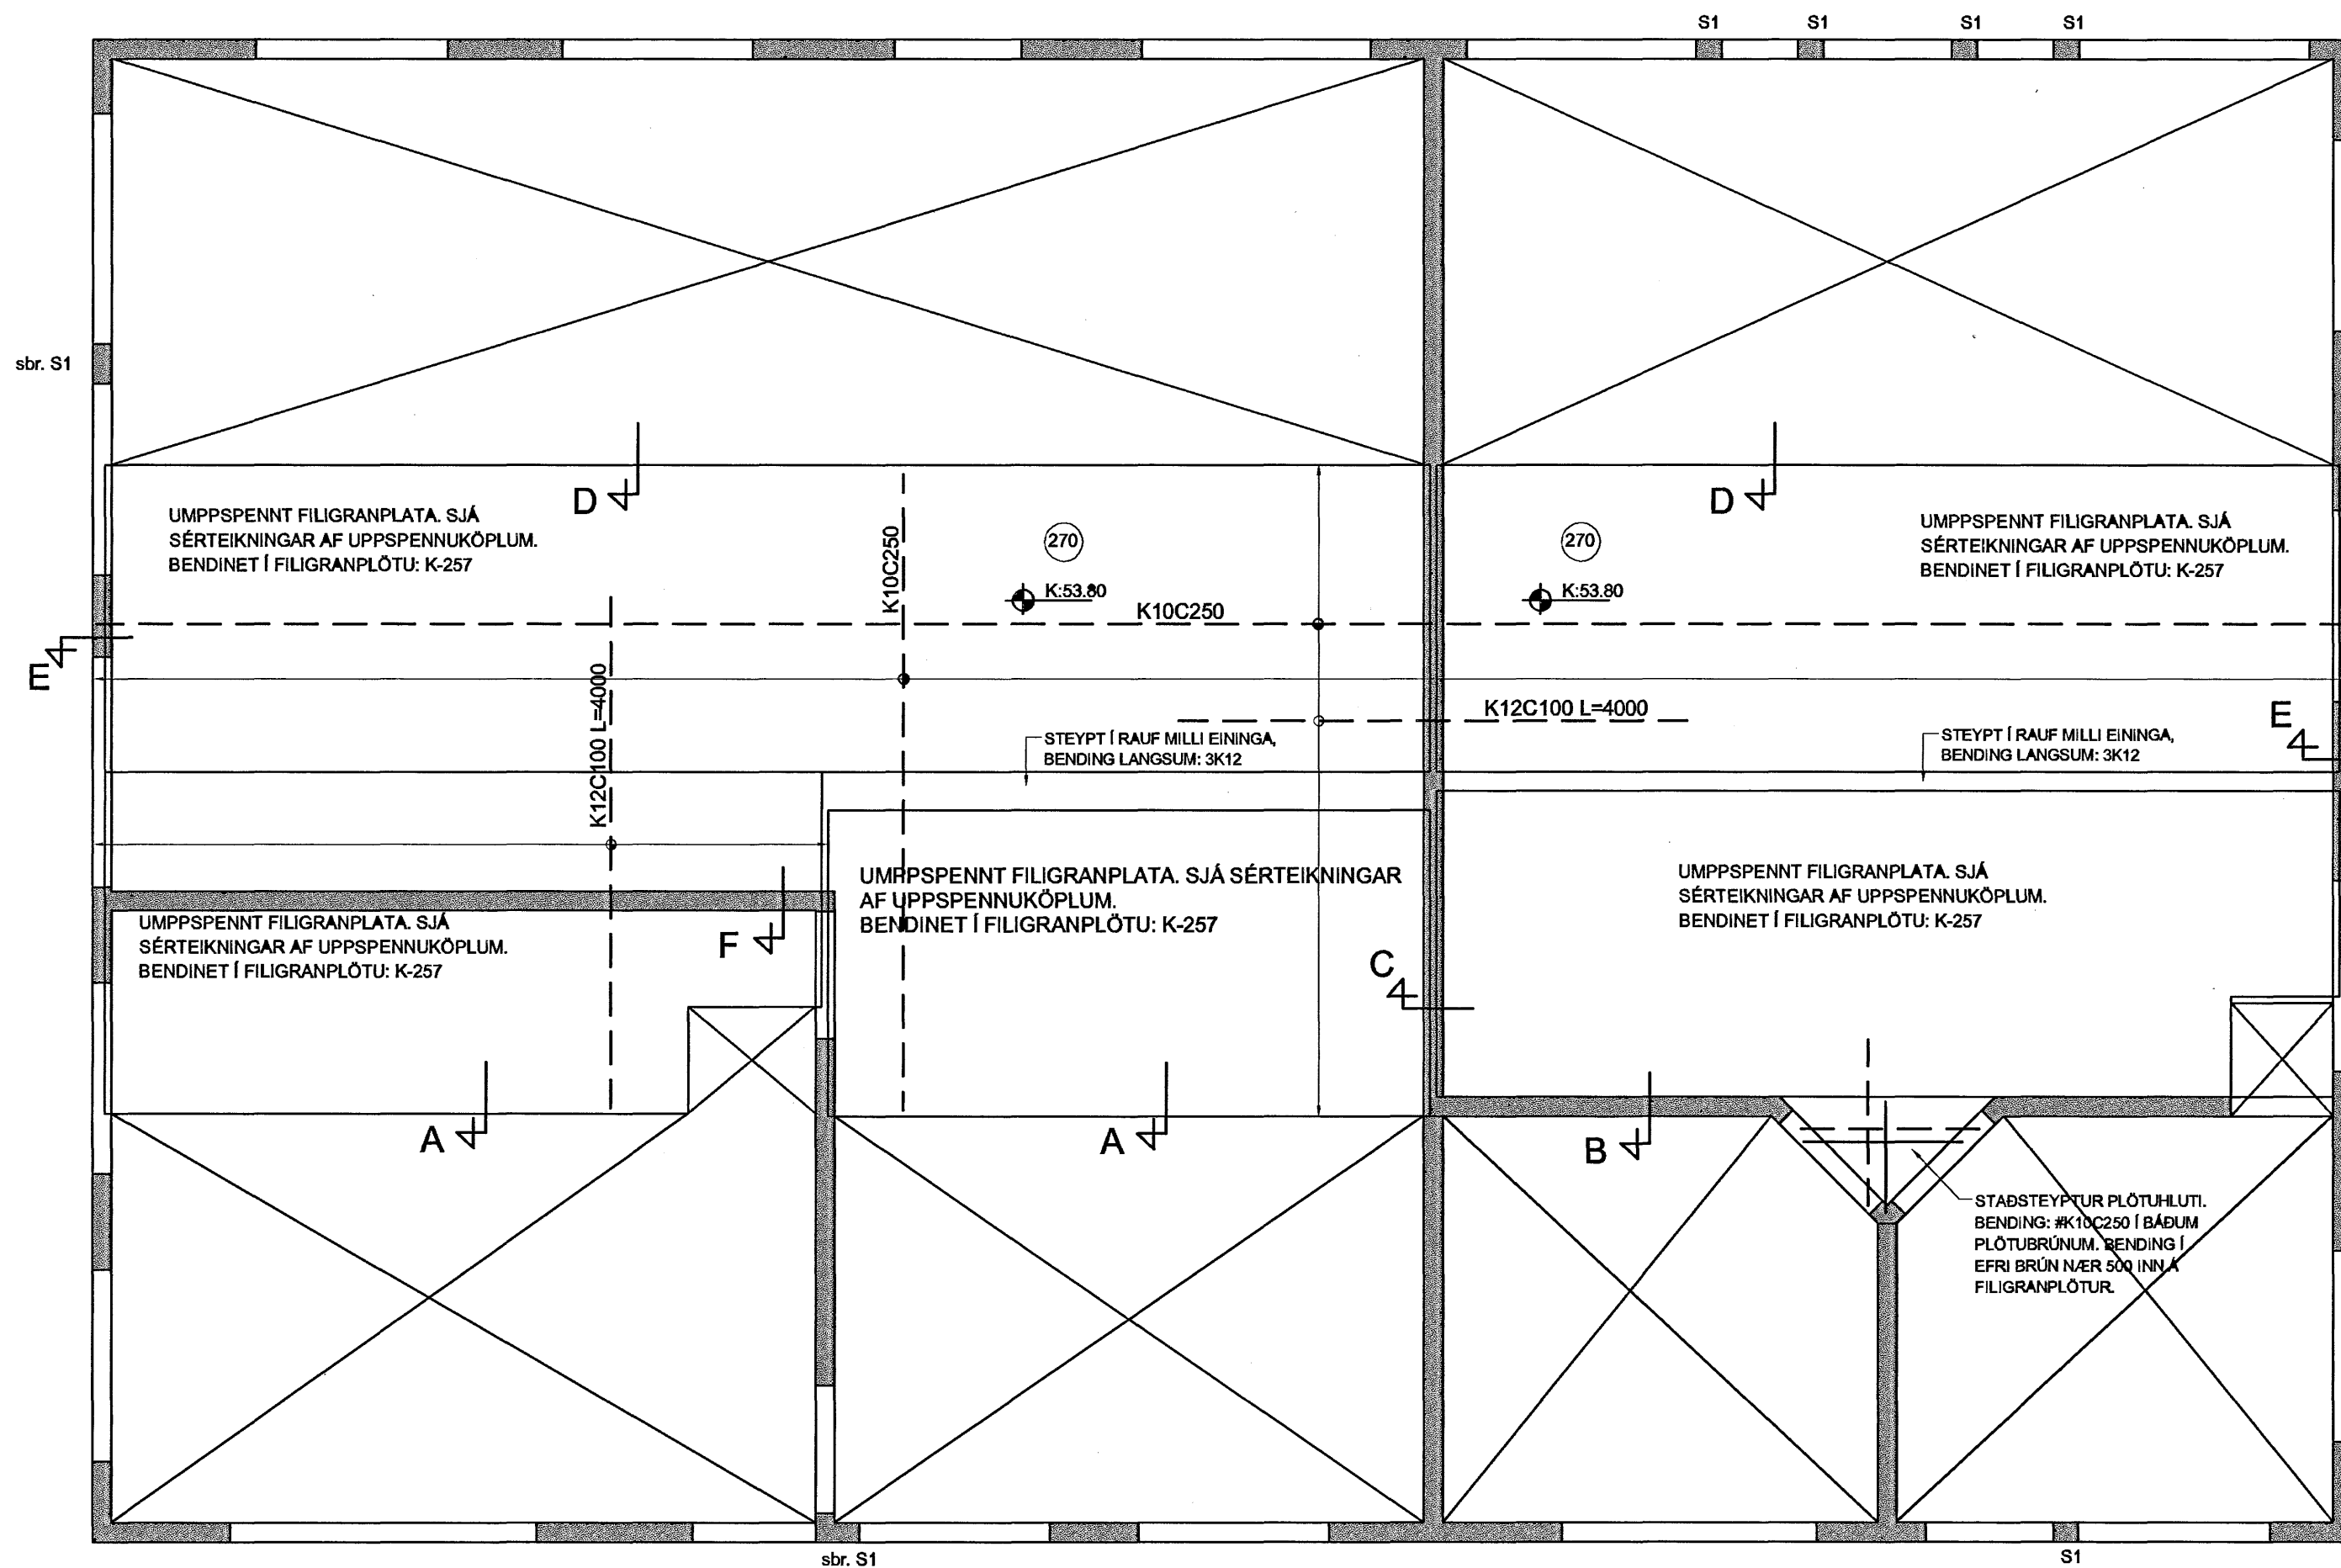 S1
S1
S1
S1
sbr. S1
D
D
UMPPSPENNT FILIGRANPLATA. SJÁ
SÉRTEIKNINGAR AF UPPSPENNUKÖPLUM.
BENDINET Í FILIGRANPLÖTU: K-257
K10C250
270
K:53.80
270
K:53.80
UMPPSPENNT FILIGRANPLATA. SJÁ
SÉRTEIKNINGAR AF UPPSPENNUKÖPLUM.
BENDINET Í FILIGRANPLÖTU: K-257
K10C250
E
K12C100 L=4000
K12C100 L=4000
E
STEYPT Í RAUF MILLI EININGA,
BENDING LANGSUM: 3K12
STEYPT Í RAUF MILLI EININGA,
BENDING LANGSUM: 3K12
UMPPSPENNT FILIGRANPLATA. SJÁ SÉRTEIKNINGAR
AF UPPSPENNUKÖPLUM.
BENDINET Í FILIGRANPLÖTU: K-257
UMPPSPENNT FILIGRANPLATA. SJÁ
SÉRTEIKNINGAR AF UPPSPENNUKÖPLUM.
BENDINET Í FILIGRANPLÖTU: K-257
UMPPSPENNT FILIGRANPLATA. SJÁ
SÉRTEIKNINGAR AF UPPSPENNUKÖPLUM.
BENDINET Í FILIGRANPLÖTU: K-257
F
C
A
A
B
STAÐSTEYPTUR PLÖTUHLUTI.
BENDING: #K10C250 Í BÁÐUM
PLÖTUBRÚNUM. BENDING Í
EFRI BRÚN NÆR 500 INN Á
FILIGRANPLÖTUR.
sbr. S1
S1